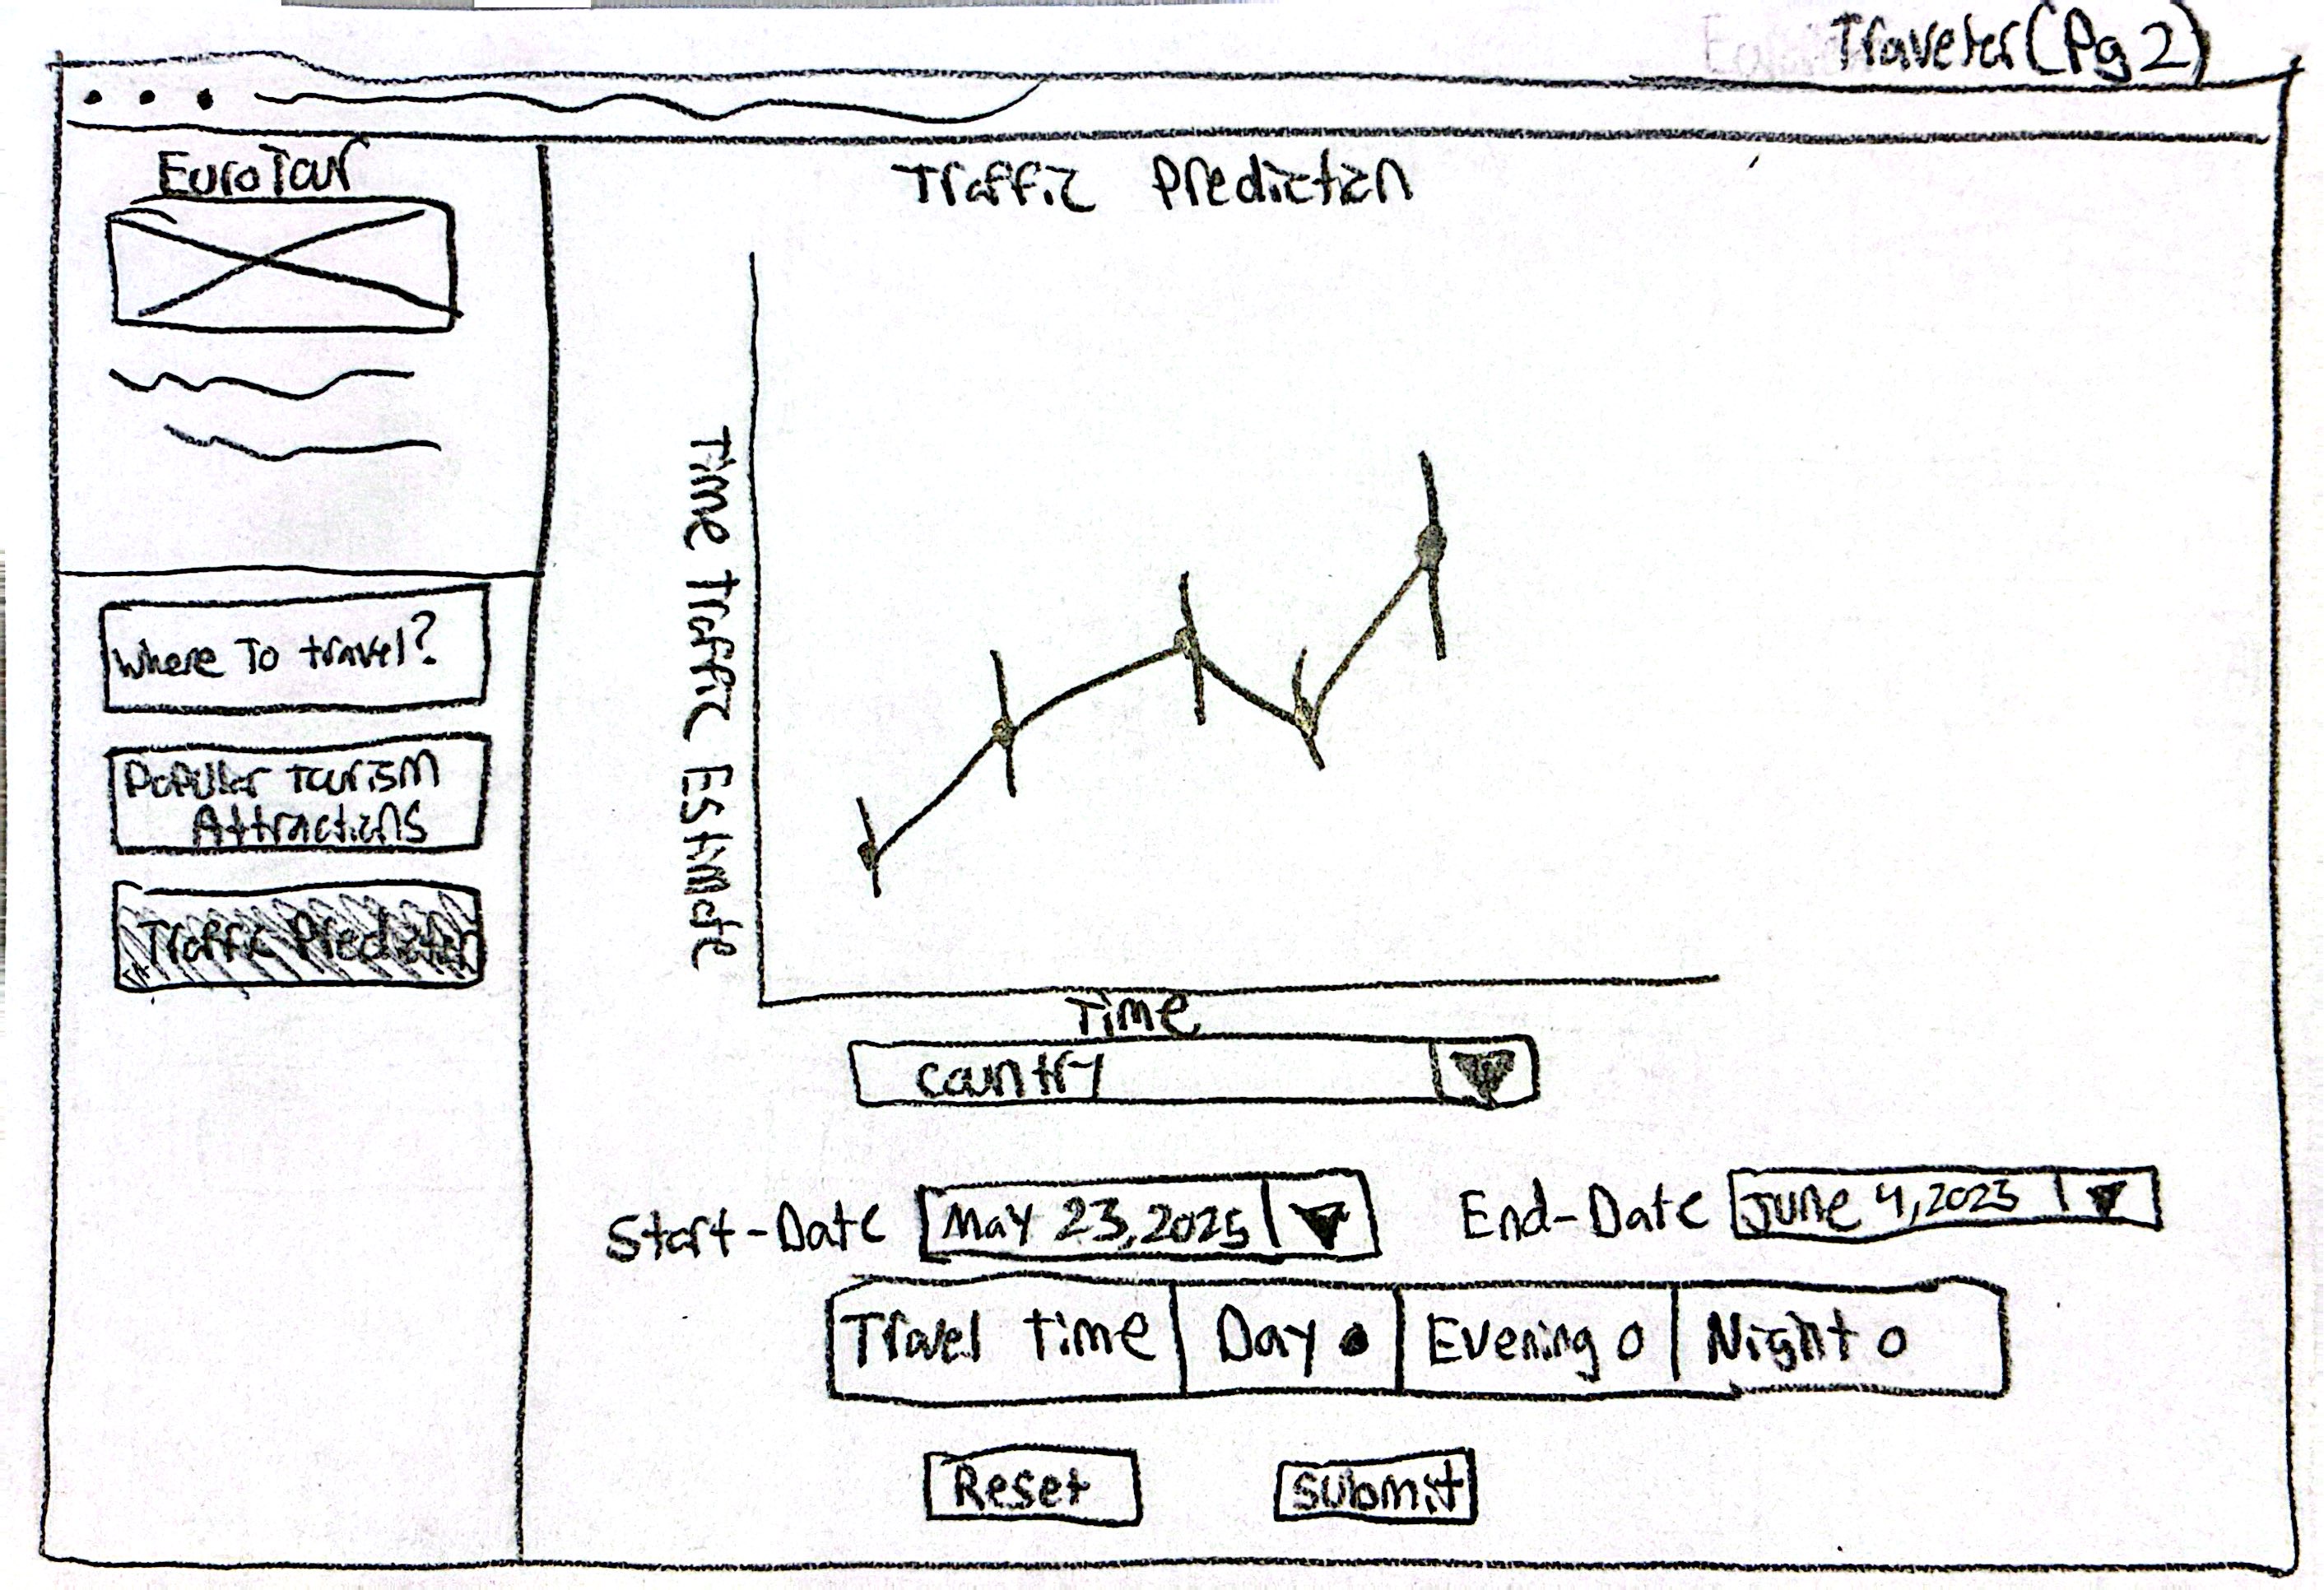 Traveler (Pg 2)
EuroTour
Traffic Prediction
Time Traffic Estimate
Where To travel?
Popular Tourism
Attractions
Traffic Prediction
Time
country
Start-Date May 23, 2025 End-Date June 4, 2025
Travel Time Day Evening Night
Reset Submit